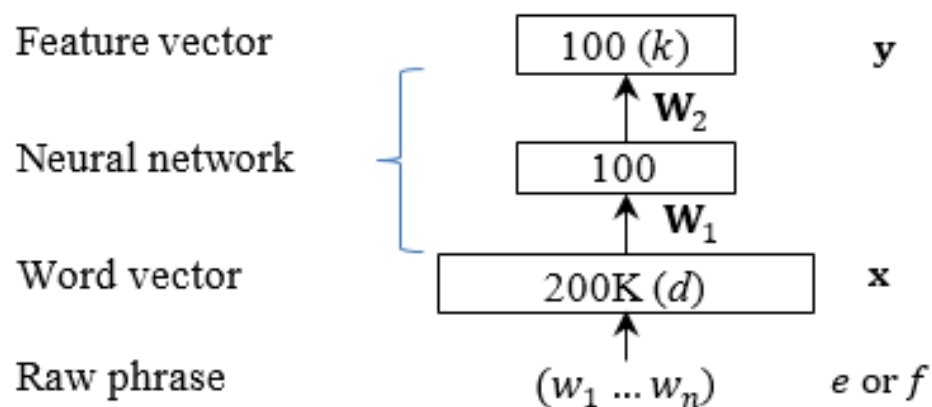 Feature vector 100 (k) y
W₂
Neural network 100
W₁
Word vector 200K (d) x
Raw phrase (w₁ ... wₙ) e or f